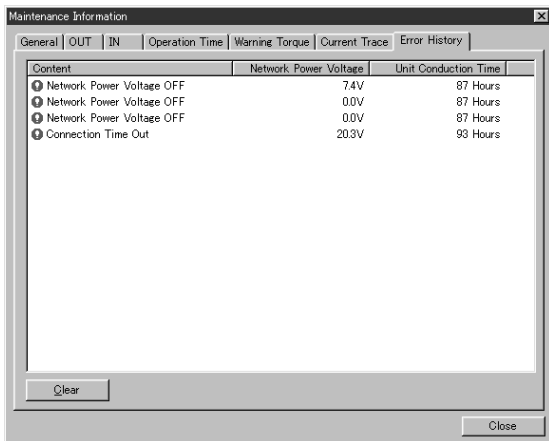 Maintenance Information
General OUT IN Operation Time Warning Torque Current Trace Error History
Content Network Power Voltage Unit Conduction Time
Network Power Voltage OFF 7.4V 87 Hours
Network Power Voltage OFF 0.0V 87 Hours
Network Power Voltage OFF 0.0V 87 Hours
Connection Time Out 20.3V 93 Hours
Clear
Close